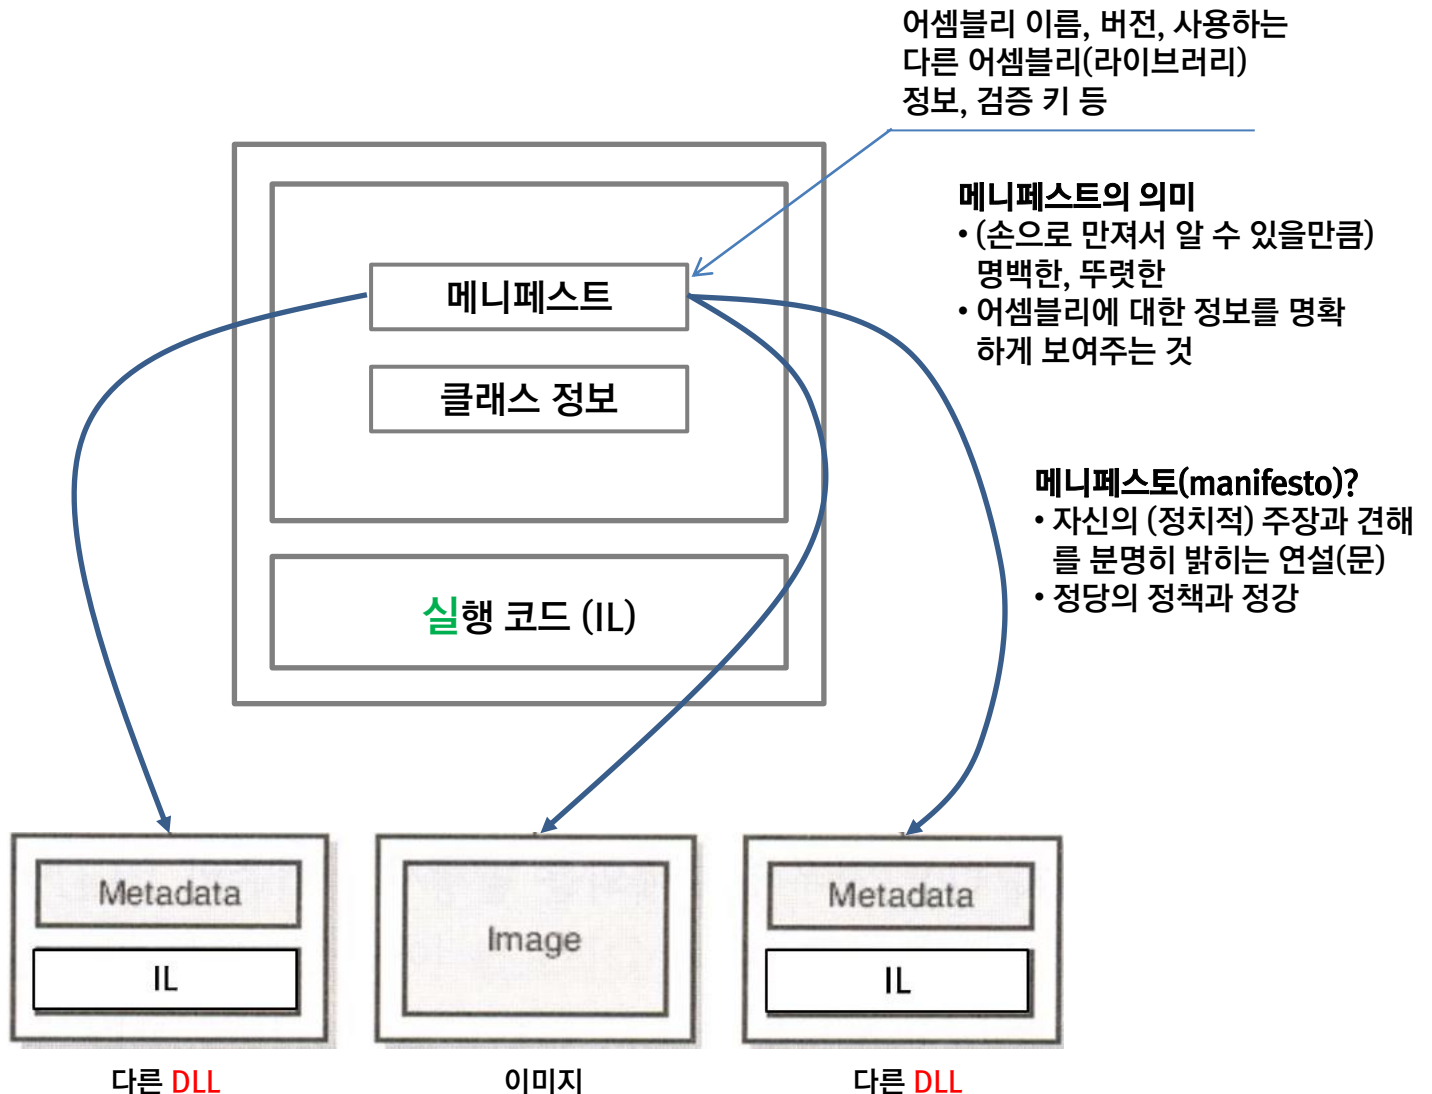 어셈블리 이름, 버전, 사용하는
다른 어셈블리(라이브러리)
정보, 검증 키 등
메니페스트의 의미
• (손으로 만져서 알 수 있을만큼)
명백한, 뚜렷한
• 어셈블리에 대한 정보를 명확
하게 보여주는 것
메니페스트
클래스 정보
메니페스토(manifesto)?
• 자신의 (정치적) 주장과 견해
를 분명히 밝히는 연설(문)
• 정당의 정책과 정강
실행 코드 (IL)
Metadata
IL
Image
Metadata
IL
다른 DLL
이미지
다른 DLL